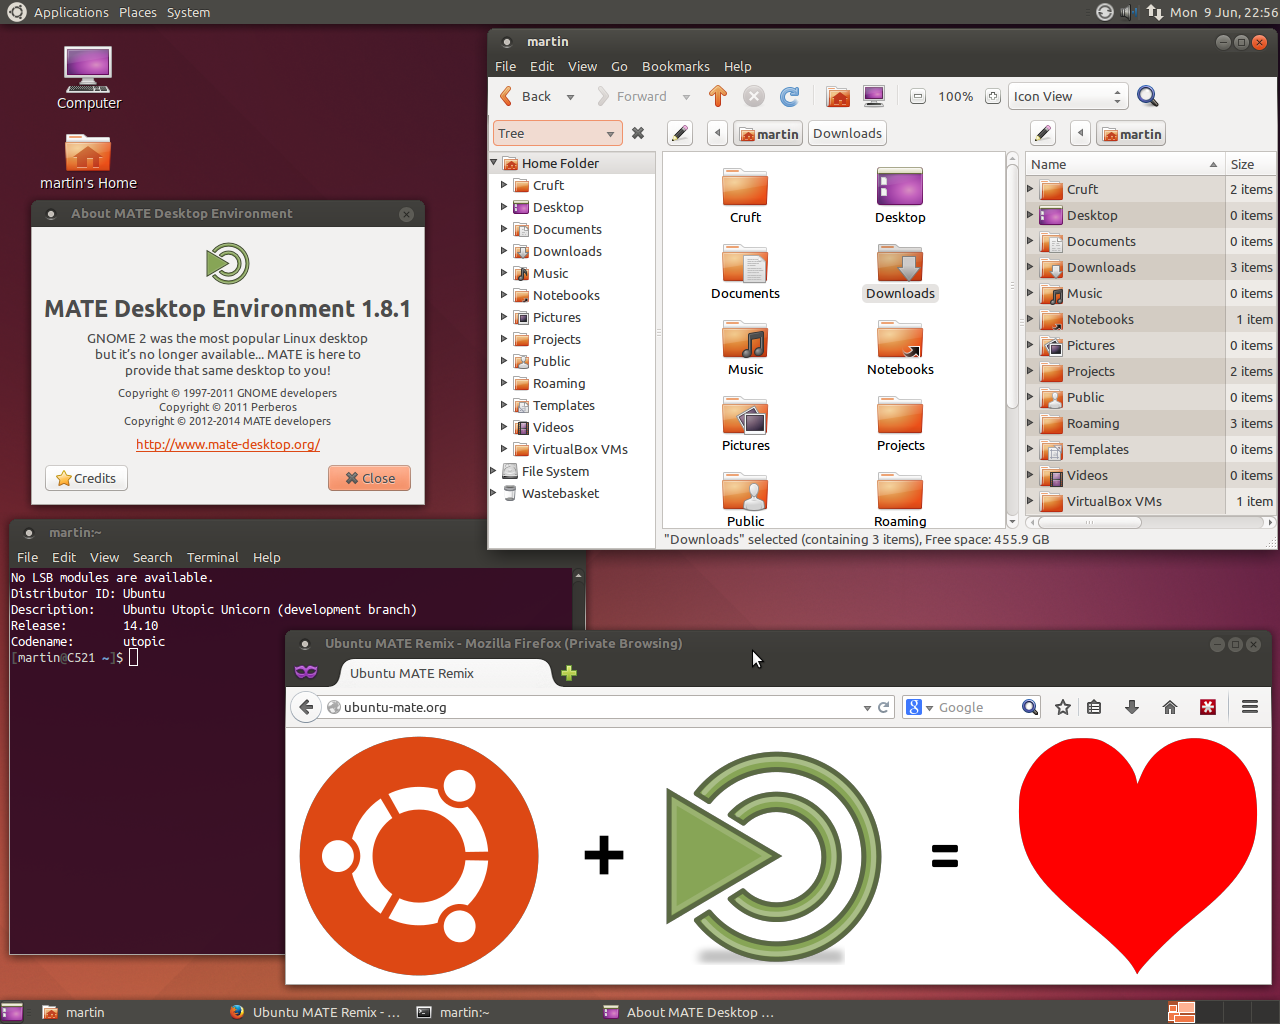 Applications Places System
Mon 9 Jun, 22:56
Computer
martin's Home
martin
File Edit View Go Bookmarks Help
Back Forward 100% Icon View
Tree
martin Downloads
martin
Home Folder
Cruft
Desktop
Documents
Downloads
Music
Notebooks
Pictures
Projects
Public
Roaming
Templates
Videos
VirtualBox VMs
File System
Wastebasket
Cruft Desktop
Documents Downloads
Music Notebooks
Pictures Projects
Public Roaming
Name Size
Cruft 2 items
Desktop 0 items
Documents 0 items
Downloads 3 items
Music 0 items
Notebooks 1 item
Pictures 0 items
Projects 2 items
Public 0 items
Roaming 3 items
Templates 0 items
Videos 0 items
VirtualBox VMs 1 item
"Downloads" selected (containing 3 items), Free space: 455.9 GB
About MATE Desktop Environment
MATE Desktop Environment 1.8.1
GNOME 2 was the most popular Linux desktop
but it's no longer available... MATE is here to
provide that same desktop to you!
Copyright © 1997-2011 GNOME developers
Copyright © 2011 Perberos
Copyright © 2012-2014 MATE developers
http://www.mate-desktop.org/
Credits Close
martin:~
File Edit View Search Terminal Help
No LSB modules are available.
Distributor ID: Ubuntu
Description: Ubuntu Utopic Unicorn (development branch)
Release: 14.10
Codename: utopic
[martin@C521 ~]$
Ubuntu MATE Remix - Mozilla Firefox (Private Browsing)
Ubuntu MATE Remix
ubuntu-mate.org
8 Google
+ =
martin Ubuntu MATE Remix - ... martin:~ About MATE Desktop ...